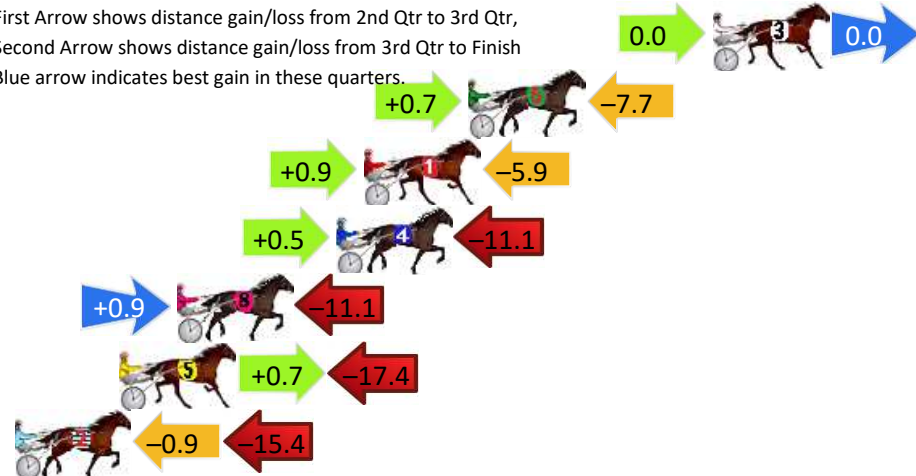 First Arrow shows distance gain/loss from 2nd Qtr to 3rd Qtr,
Second Arrow shows distance gain/loss from 3rd Qtr to Finish
Blue arrow indicates best gain in these quarters.
0.0 3 0.0
+0.7 –7.7
+0.9 1 –5.9
+0.5 4 –11.1
+0.9 8 –11.1
5 +0.7 –17.4
–0.9 –15.4